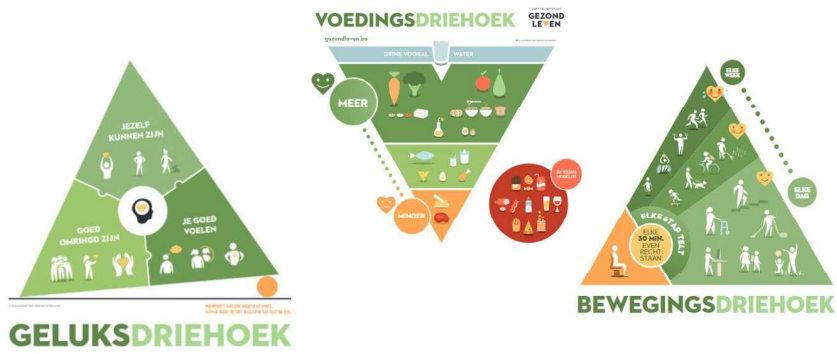 VOEDINGSDRIEHOEK
GEZOND
LEVEN
gezondleven.be
DRINK VOORAL WATER
MEER
MINDER
JEZELF
KUNNEN ZIJN
GOED
OMRINGD ZIJN
JE GOED
VOELEN
GELUKSDRIEHOEK
ELKE
WEEK
ELKE
DAG
ELKE STAP TELT
ELKE
30 MIN.
EVEN
RECHT-
STAAN
BEWEGINGSDRIEHOEK